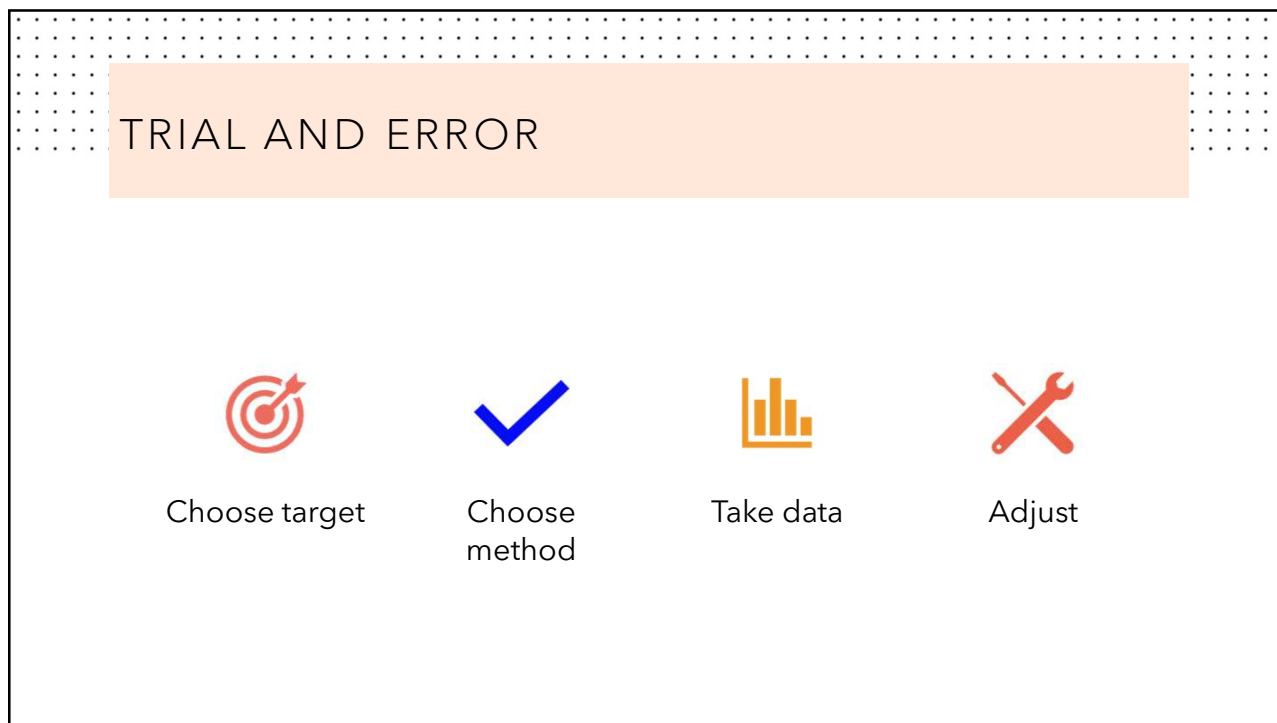 TRIAL AND ERROR
Choose target
Choose
method
Take data
Adjust